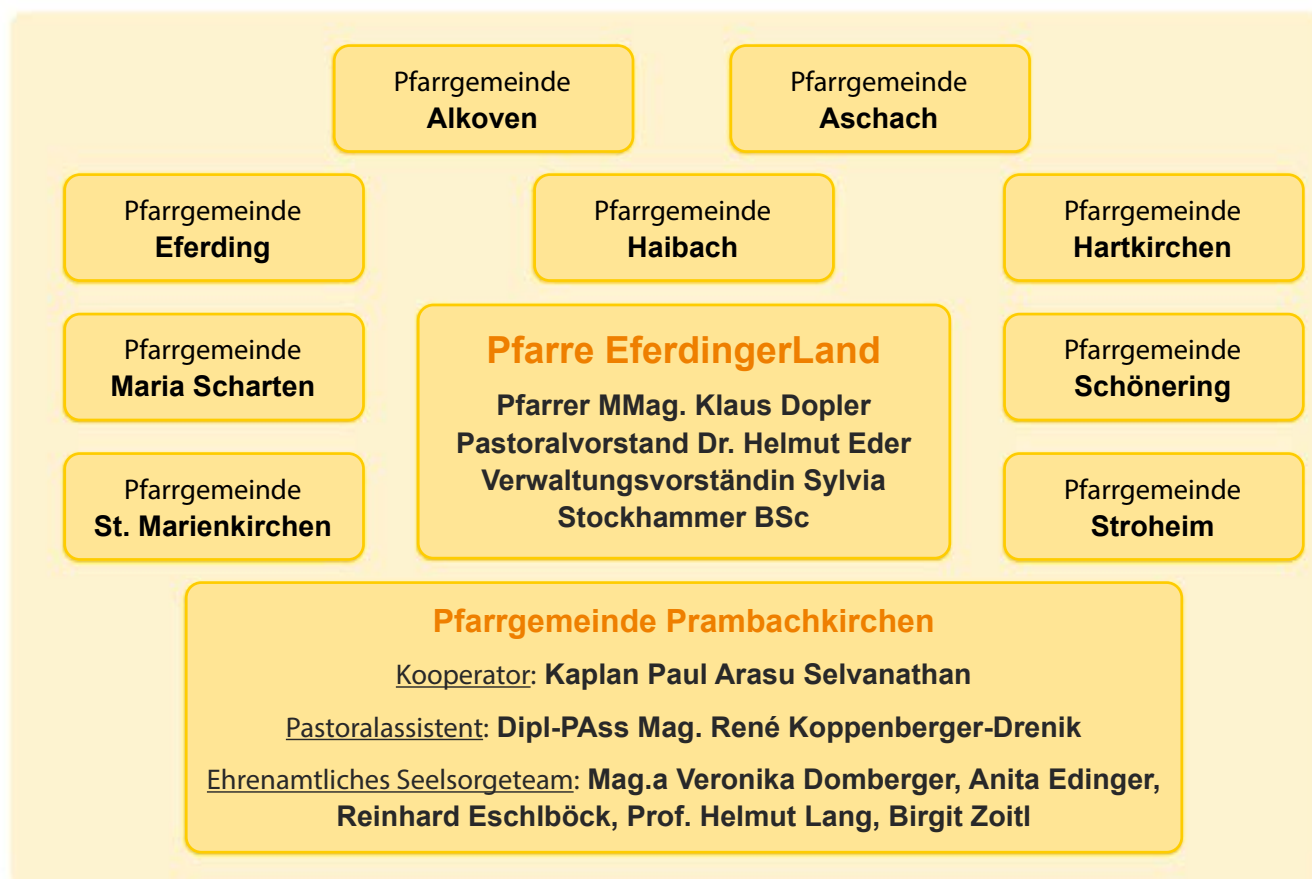 Pfarrgemeinde
Alkoven
Pfarrgemeinde
Aschach
Pfarrgemeinde
Eferding
Pfarrgemeinde
Haibach
Pfarrgemeinde
Hartkirchen
Pfarrgemeinde
Maria Scharten
Pfarre EferdingerLand
Pfarrer MMag. Klaus Dopler
Pastoralvorstand Dr. Helmut Eder
Verwaltungsvorständin Sylvia
Stockhammer BSc
Pfarrgemeinde
Schönering
Pfarrgemeinde
St. Marienkirchen
Pfarrgemeinde
Stroheim
Pfarrgemeinde Prambachkirchen
Kooperator: Kaplan Paul Arasu Selvanathan
Pastoralassistent: Dipl-PAss Mag. René Koppenberger-Drenik
Ehrenamtliches Seelsorgeteam: Mag.a Veronika Domberger, Anita Edinger,
Reinhard Eschlböck, Prof. Helmut Lang, Birgit Zoitl